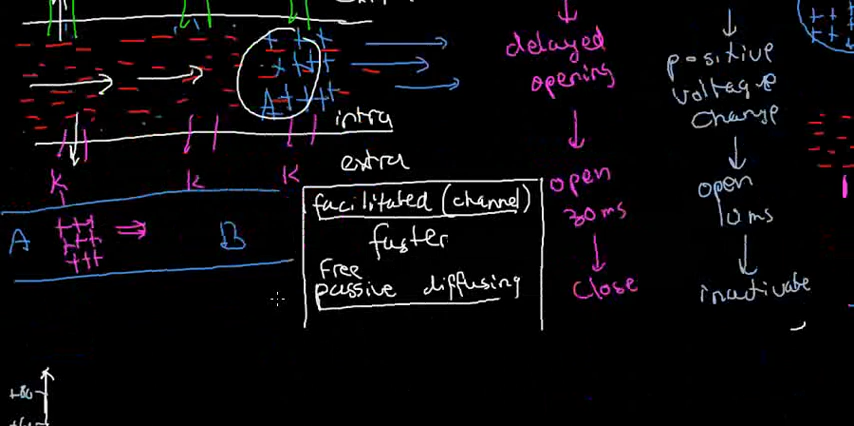 A
intra
extra
K
K
K
A
B
facilitated (channel)
faster
Free
passive diffusing
delayed
opening
open
30 ms
close
positive
voltage
change
open
10 ms
inactivate
+80